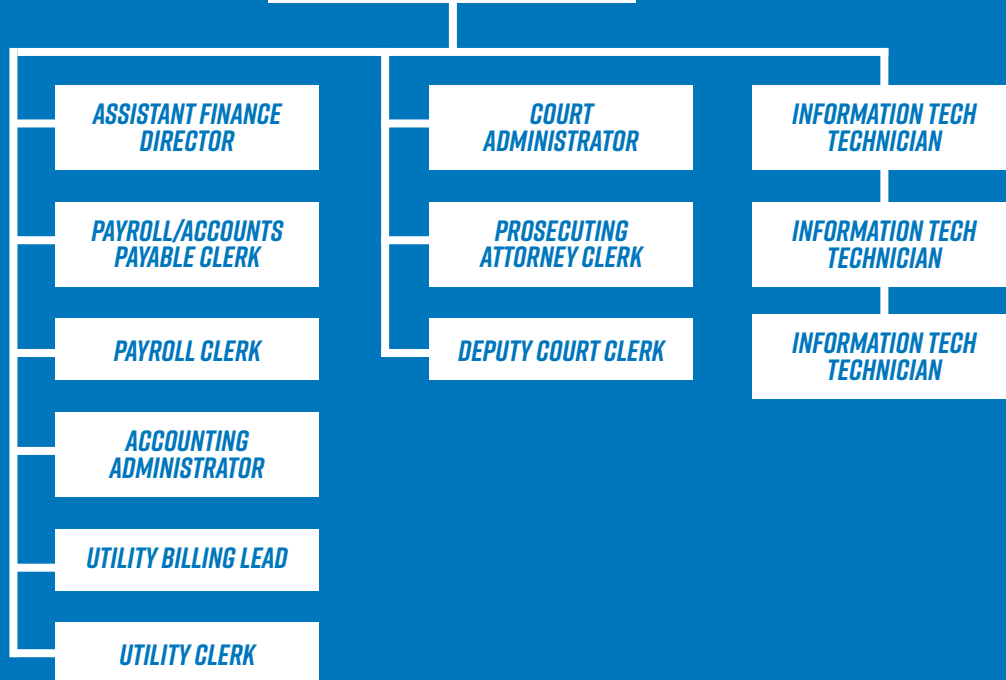 ASSISTANT FINANCE
DIRECTOR
PAYROLL/ACCOUNTS
PAYABLE CLERK
PAYROLL CLERK
ACCOUNTING
ADMINISTRATOR
UTILITY BILLING LEAD
UTILITY CLERK
COURT
ADMINISTRATOR
PROSECUTING
ATTORNEY CLERK
DEPUTY COURT CLERK
INFORMATION TECH
TECHNICIAN
INFORMATION TECH
TECHNICIAN
INFORMATION TECH
TECHNICIAN